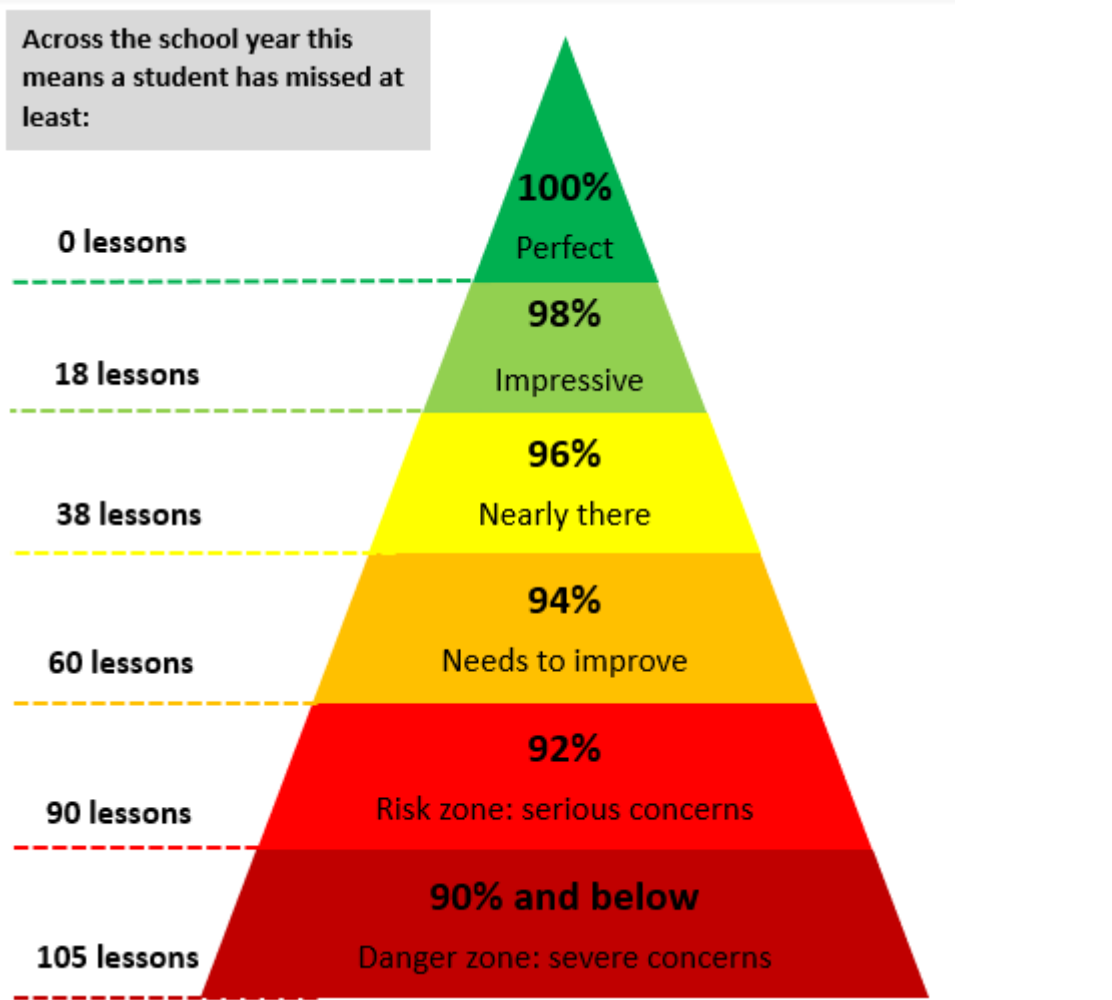 Across the school year this
means a student has missed at
least:
100%
0 lessons
Perfect
98%
18 lessons
Impressive
96%
38 lessons
Nearly there
94%
60 lessons
Needs to improve
92%
90 lessons
Risk zone: serious concerns
90% and below
105 lessons
Danger zone: severe concerns